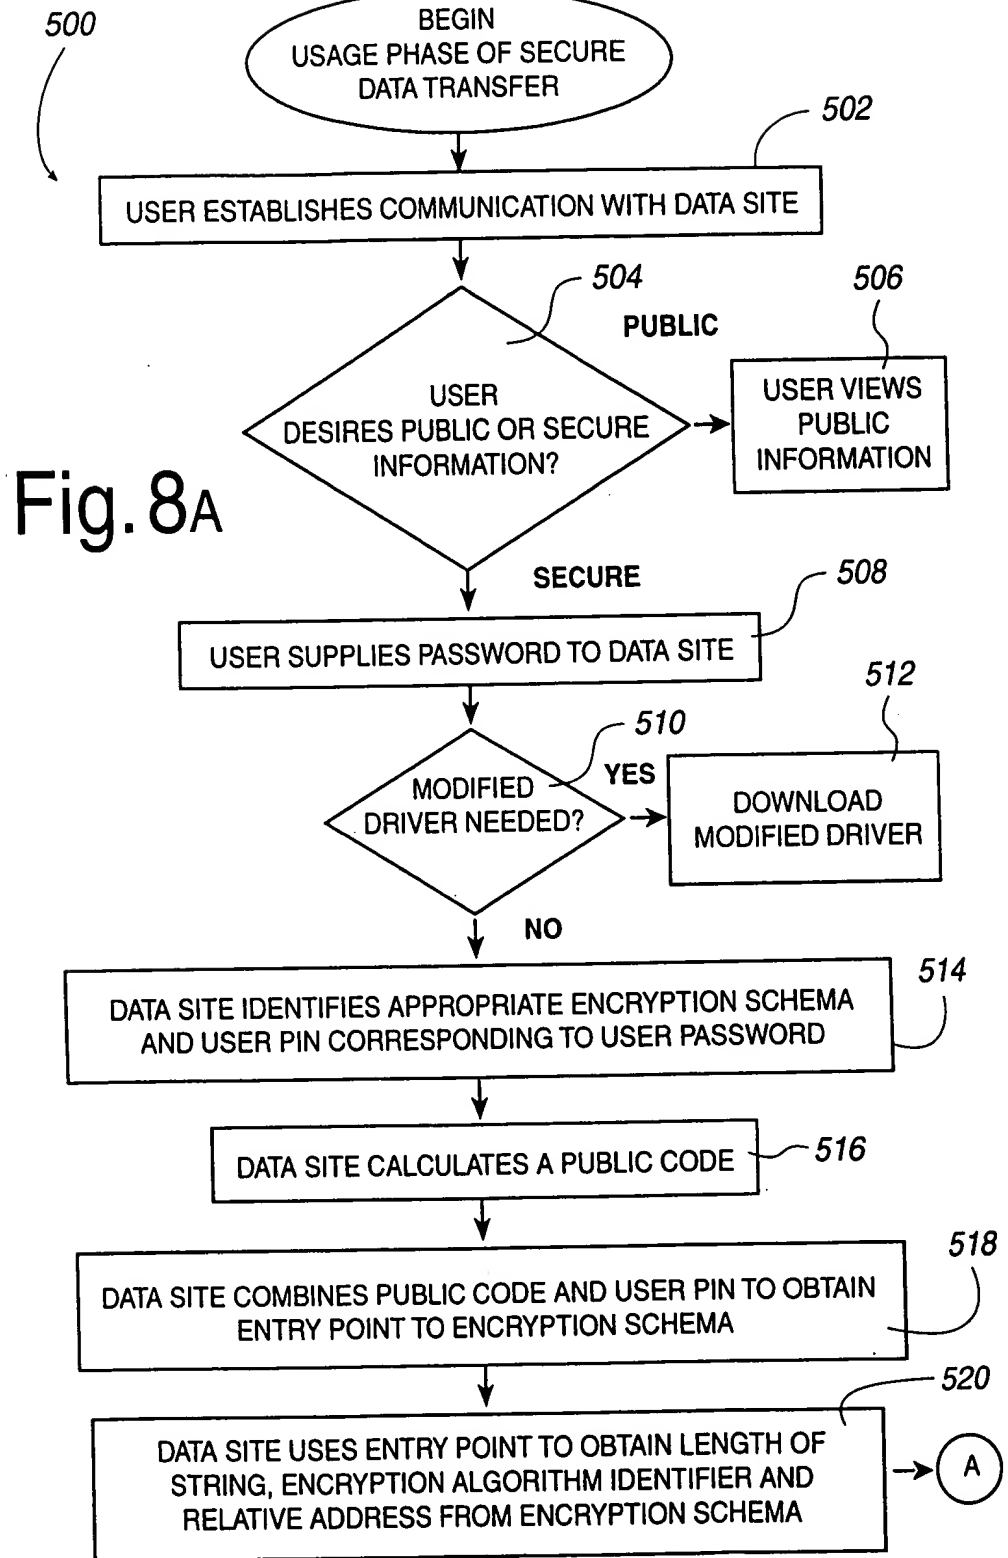 500
BEGIN
USAGE PHASE OF SECURE
DATA TRANSFER
502
USER ESTABLISHES COMMUNICATION WITH DATA SITE
504
PUBLIC
506
USER
DESIRES PUBLIC OR SECURE
INFORMATION?
USER VIEWS
PUBLIC
INFORMATION
Fig. 8A
SECURE
508
USER SUPPLIES PASSWORD TO DATA SITE
510
512
MODIFIED
DRIVER NEEDED?
YES
DOWNLOAD
MODIFIED DRIVER
NO
514
DATA SITE IDENTIFIES APPROPRIATE ENCRYPTION SCHEMA
AND USER PIN CORRESPONDING TO USER PASSWORD
516
DATA SITE CALCULATES A PUBLIC CODE
518
DATA SITE COMBINES PUBLIC CODE AND USER PIN TO OBTAIN
ENTRY POINT TO ENCRYPTION SCHEMA
520
DATA SITE USES ENTRY POINT TO OBTAIN LENGTH OF
STRING, ENCRYPTION ALGORITHM IDENTIFIER AND
RELATIVE ADDRESS FROM ENCRYPTION SCHEMA
A